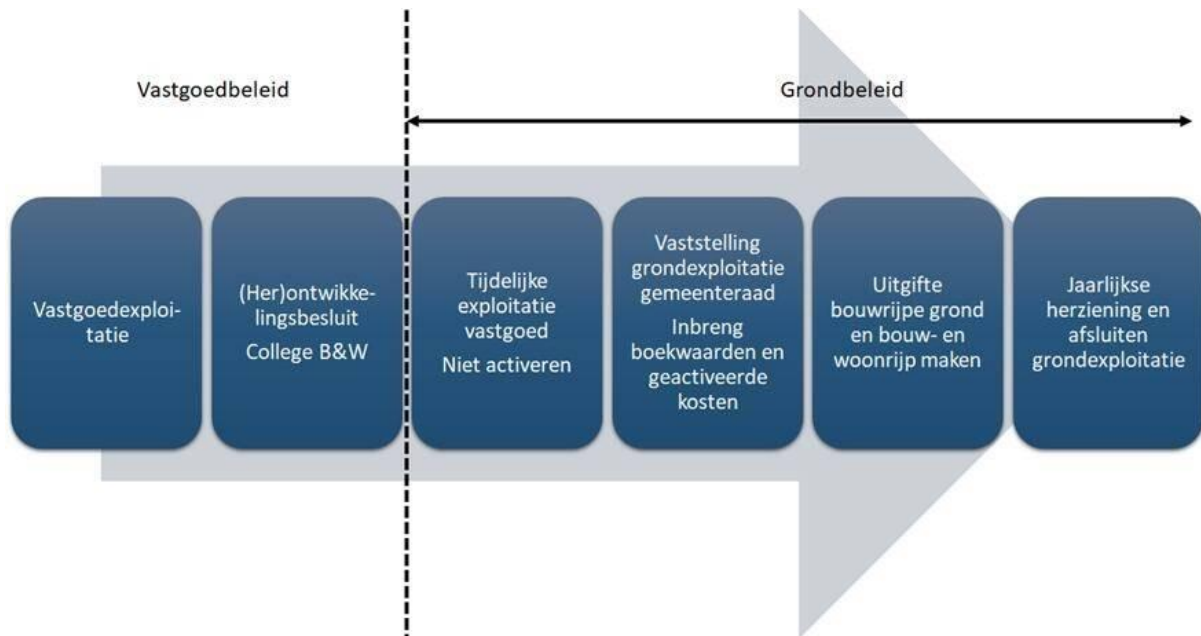 Vastgoedbeleid
Grondbeleid
Vastgoedexploi-
tatie
(Her)ontwikke-
lingsbesluit
College B&W
Tijdelijke
exploitatie
vastgoed
Niet activeren
Vaststelling
grondexploitatie
gemeenteraad
Inbreng
boekwaarden en
geactiveerde
kosten
Uitgifte
bouwrijpe grond
en bouw- en
woonrijp maken
Jaarlijkse
herziening en
afsluiten
grondexploitatie